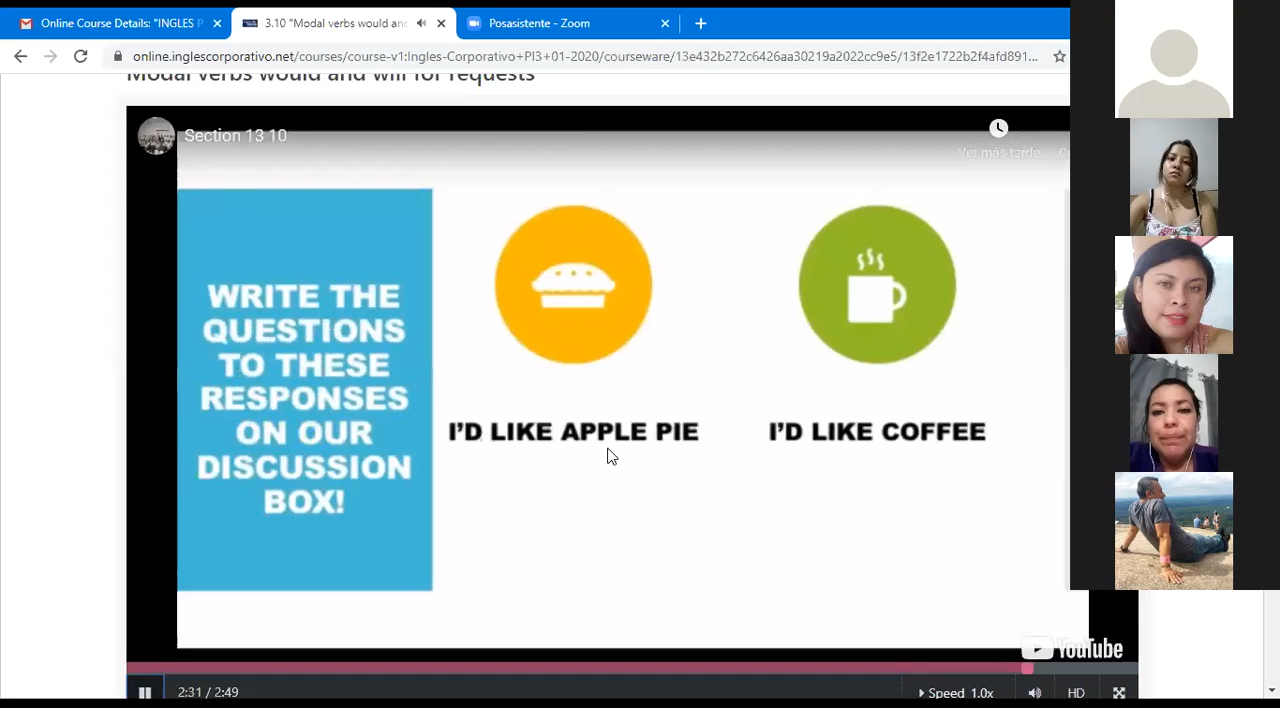 Online Course Details: "INGLES P
3.10 "Modal verbs would and
Posasistente - Zoom
online.inglescorporativo.net/courses/course-v1:Ingles-Corporativo+PI3+01-2020/courseware/13e432b272c6426aa30219a2022cc9e5/13f2e1722b2f4afd891...
Modal verbs would and will for requests
Section 13 10
Ver más tarde
WRITE THE
QUESTIONS
TO THESE
RESPONSES
ON OUR
DISCUSSION
BOX!
I'D LIKE APPLE PIE
I'D LIKE COFFEE
YouTube
2:31 / 2:49
Speed 1.0x
HD